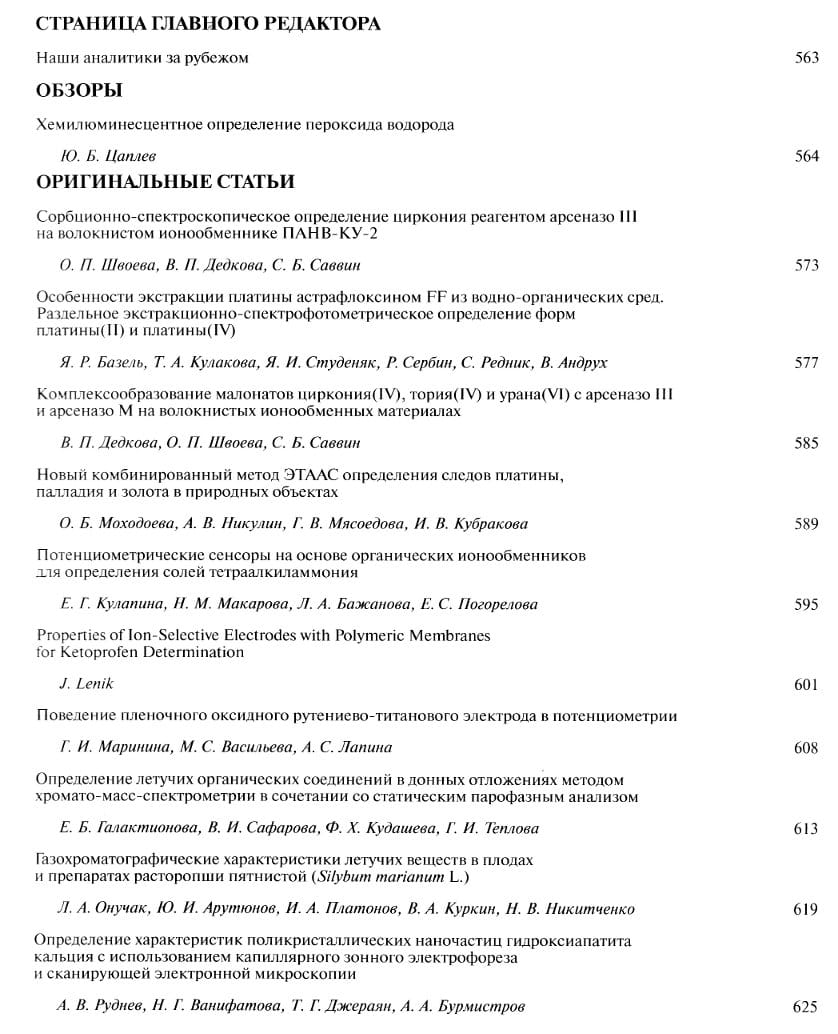 СТРАНИЦА ГЛАВНОГО РЕДАКТОРА
Наши аналитики за рубежом 563
ОБЗОРЫ
Хемилюминесцентное определение пероксида водорода
Ю. Б. Цаплев 564
ОРИГИНАЛЬНЫЕ СТАТЬИ
Сорбционно-спектроскопическое определение циркония реагентом арсеназо III
на волокнистом ионообменнике ПАНВ-КУ-2
О. П. Швоева, В. П. Дедкова, С. Б. Саввин 573
Особенности экстракции платины астрафлоксином FF из водно-органических сред.
Раздельное экстракционно-спектрофотометрическое определение форм
платины(II) и платины(IV)
Я. Р. Базель, Т. А. Кулакова, Я. И. Студеняк, Р. Сербин, С. Редник, В. Андрух 577
Комплексообразование малонатов циркония(IV), тория(IV) и урана(VI) с арсеназо III
и арсеназо М на волокнистых ионообменных материалах
В. П. Дедкова, О. П. Швоева, С. Б. Саввин 585
Новый комбинированный метод ЭТААС определения следов платины,
палладия и золота в природных объектах
О. Б. Моходоева, А. В. Никулин, Г. В. Мясоедова, И. В. Кубракова 589
Потенциометрические сенсоры на основе органических ионообменников
для определения солей тетраалкиламмония
Е. Г. Кулапина, Н. М. Макарова, Л. А. Бажанова, Е. С. Погорелова 595
Properties of Ion-Selective Electrodes with Polymeric Membranes
for Ketoprofen Determination
J. Lenik 601
Поведение пленочного оксидного рутениево-титанового электрода в потенциометрии
Г. И. Маринина, М. С. Васильева, А. С. Лапина 608
Определение летучих органических соединений в донных отложениях методом
хромато-масс-спектрометрии в сочетании со статическим парофазным анализом
Е. Б. Галактионова, В. И. Сафарова, Ф. Х. Кудашева, Г. И. Теплова 613
Газохроматографические характеристики летучих веществ в плодах
и препаратах расторопши пятнистой (Silybum marianum L.)
Л. А. Онучак, Ю. И. Арутюнов, И. А. Платонов, В. А. Куркин, Н. В. Никитченко 619
Определение характеристик поликристаллических наночастиц гидроксиапатита
кальция с использованием капиллярного зонного электрофореза
и сканирующей электронной микроскопии
А. В. Руднев, Н. Г. Ванифатова, Т. Г. Джераян, А. А. Бурмистров 625